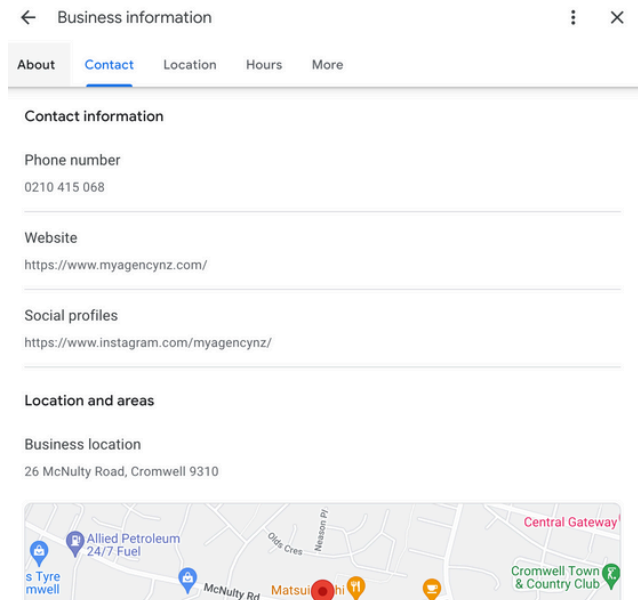 Business information
About Contact Location Hours More
Contact information
Phone number
0210 415 068
Website
https://www.myagencynz.com/
Social profiles
https://www.instagram.com/myagencynz/
Location and areas
Business location
26 McNulty Road, Cromwell 9310
Central Gateway
Neason Pl
Olds Cres
Allied Petroleum
24/7 Fuel
s Tyre
mwell
McNulty Rd
Matsu
hi
Cromwell Town
& Country Club